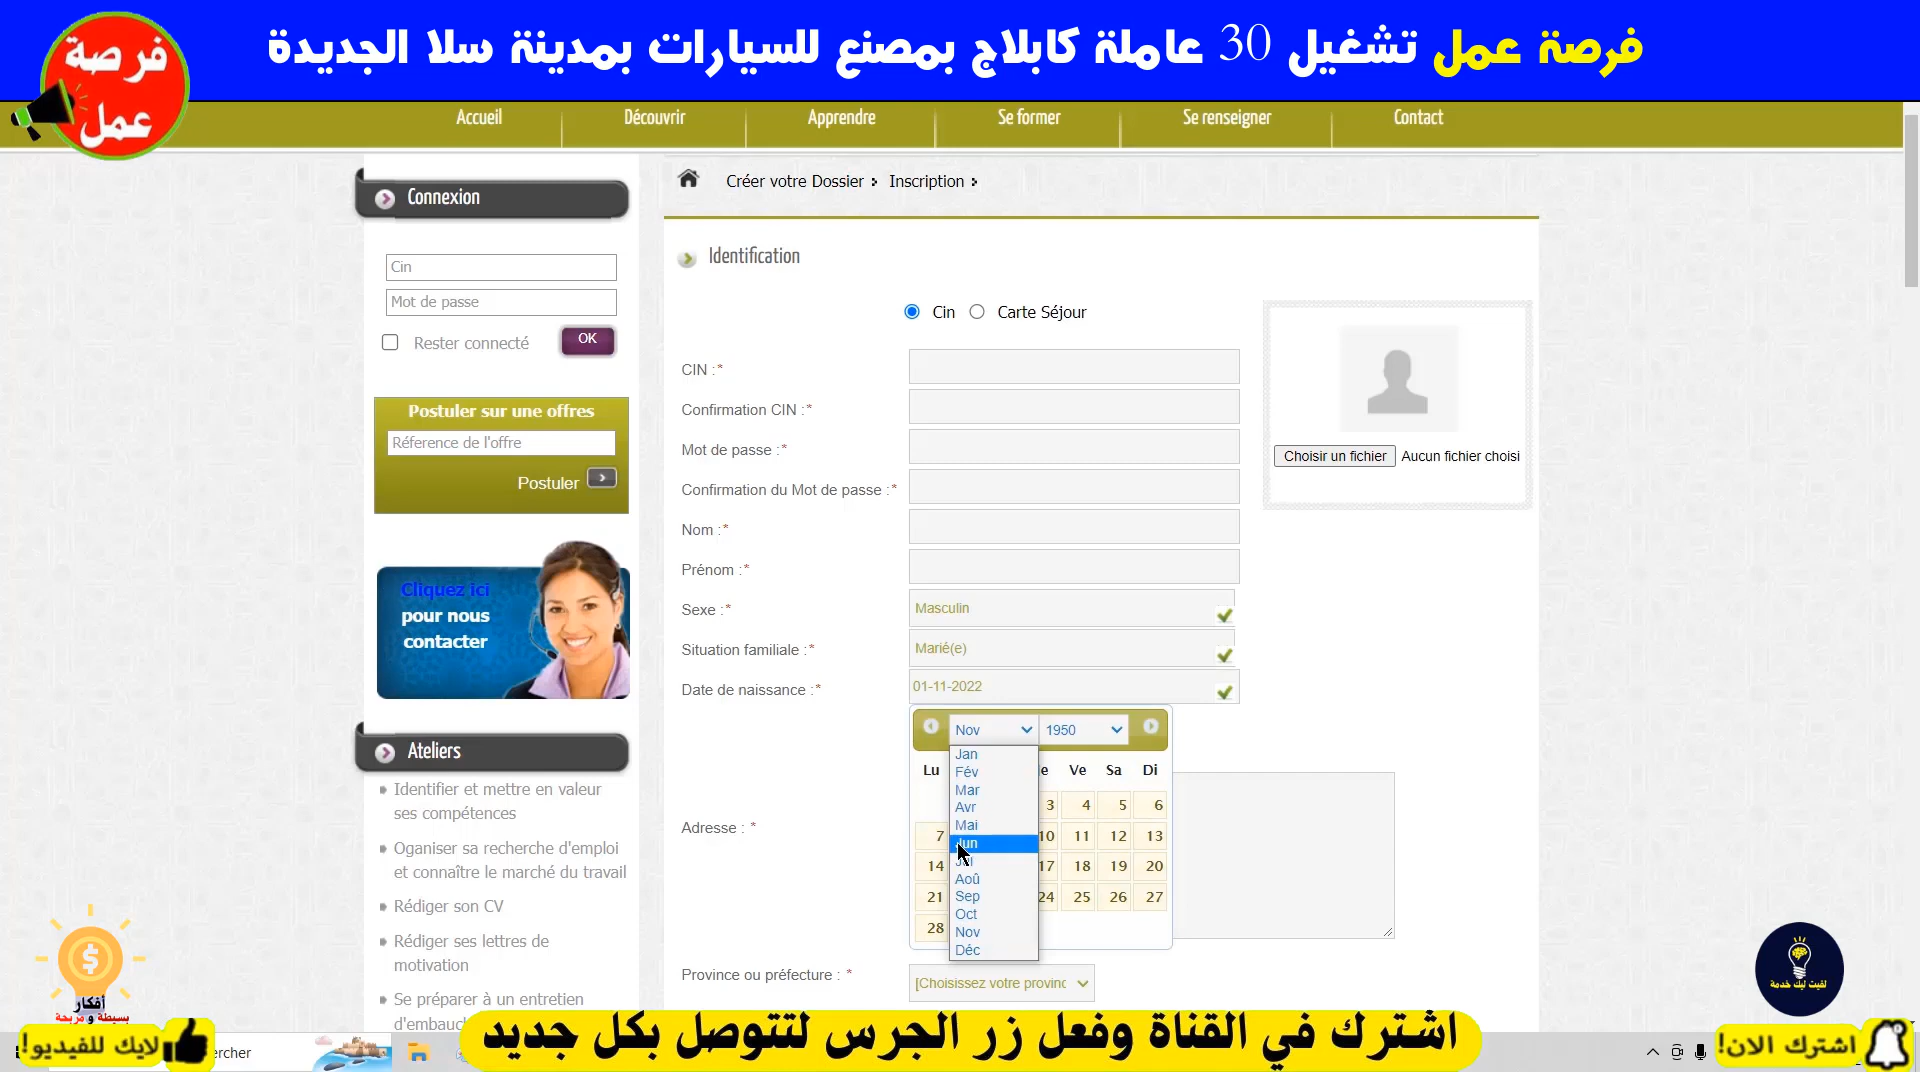 فرصة عمل تشغيل 30 عاملة كابلاج بمصنع للسيارات بمدينة سلا الجديدة
فرصة
عمل
Accueil Découvrir Apprendre Se former Se renseigner Contact
Créer votre Dossier Inscription
Connexion
Cin
Mot de passe
Rester connecté OK
Postuler sur une offres
Réference de l'offre
Postuler
Cliquez ici
pour nous
contacter
Ateliers
Identifier et mettre en valeur
ses compétences
Oganiser sa recherche d'emploi
et connaître le marché du travail
Rédiger son CV
Rédiger ses lettres de
motivation
Se préparer à un entretien
d'embauc
Identification
Cin Carte Séjour
CIN :*
Confirmation CIN :*
Mot de passe :*
Confirmation du Mot de passe :*
Nom :*
Prénom :*
Sexe :* Masculin
Situation familiale :* Marié(e)
Date de naissance :* 01-11-2022
Choisir un fichier Aucun fichier choisi
Nov 1950
Lu Je Ve Sa Di
3 4 5 6
7 10 11 12 13
14 17 18 19 20
21 24 25 26 27
28
Jan
Fév
Mar
Avr
Mai
Jun
Jul
Aoû
Sep
Oct
Nov
Déc
Adresse : *
Province ou préfecture : * [Choisissez votre provinc
أفكار
بسيطة و مربحة
لقيت ليك خدمة
لايك للفيديو!
ercher
اشترك في القناة وفعل زر الجرس لتتوصل بكل جديد
اشترك الان!